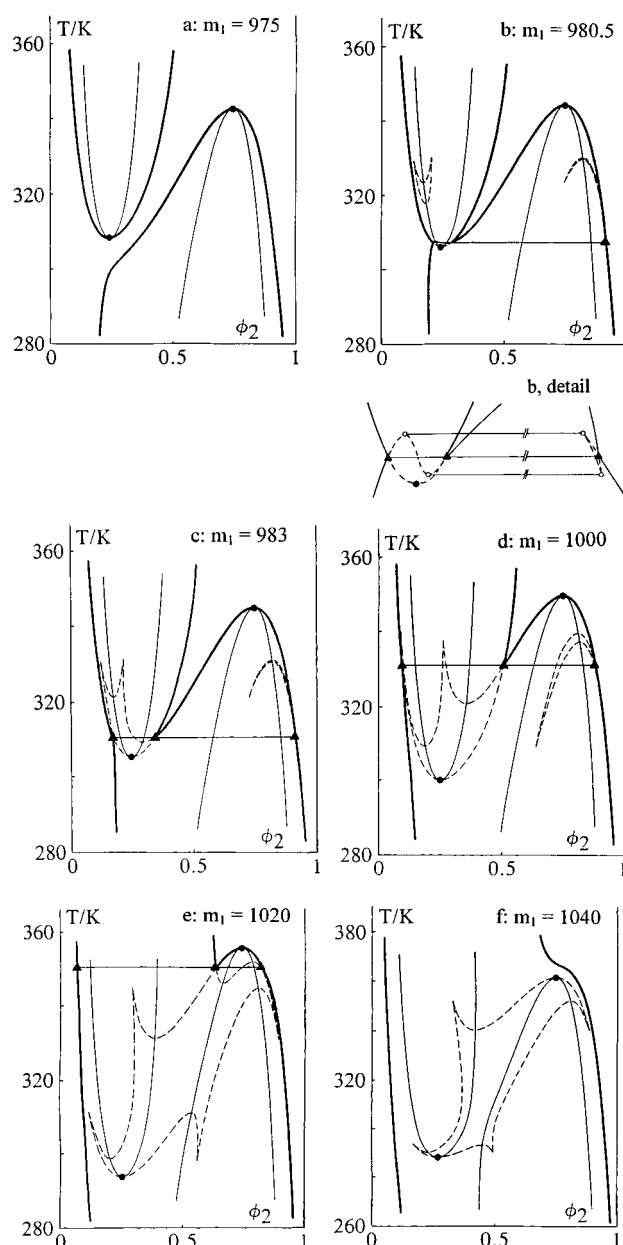 T/K a: m₁ = 975
360
320
280
0 0.5 1
ϕ₂
T/K b: m₁ = 980.5
360
320
280
0 0.5 1
ϕ₂
b, detail
T/K c: m₁ = 983
360
320
280
0 0.5 1
ϕ₂
T/K d: m₁ = 1000
360
320
280
0 0.5 1
ϕ₂
T/K e: m₁ = 1020
360
320
280
0 0.5 1
ϕ₂
T/K f: m₁ = 1040
380
320
260
0 0.5 1
ϕ₂